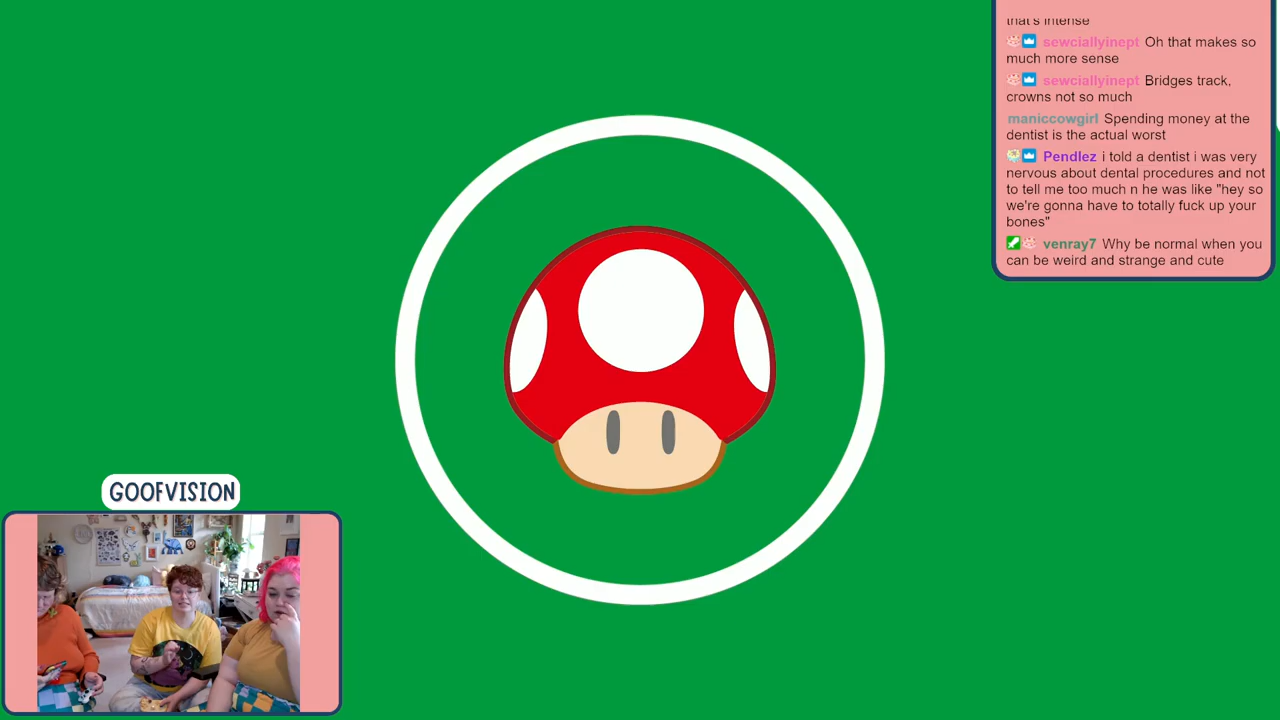 that's intense
sewciallyinept Oh that makes so
much more sense
sewciallyinept Bridges track,
crowns not so much
maniccowgirl Spending money at the
dentist is the actual worst
Pendlez i told a dentist i was very
nervous about dental procedures and not
to tell me too much n he was like "hey so
we're gonna have to totally fuck up your
bones"
venray7 Why be normal when you
can be weird and strange and cute
GOOFVISION